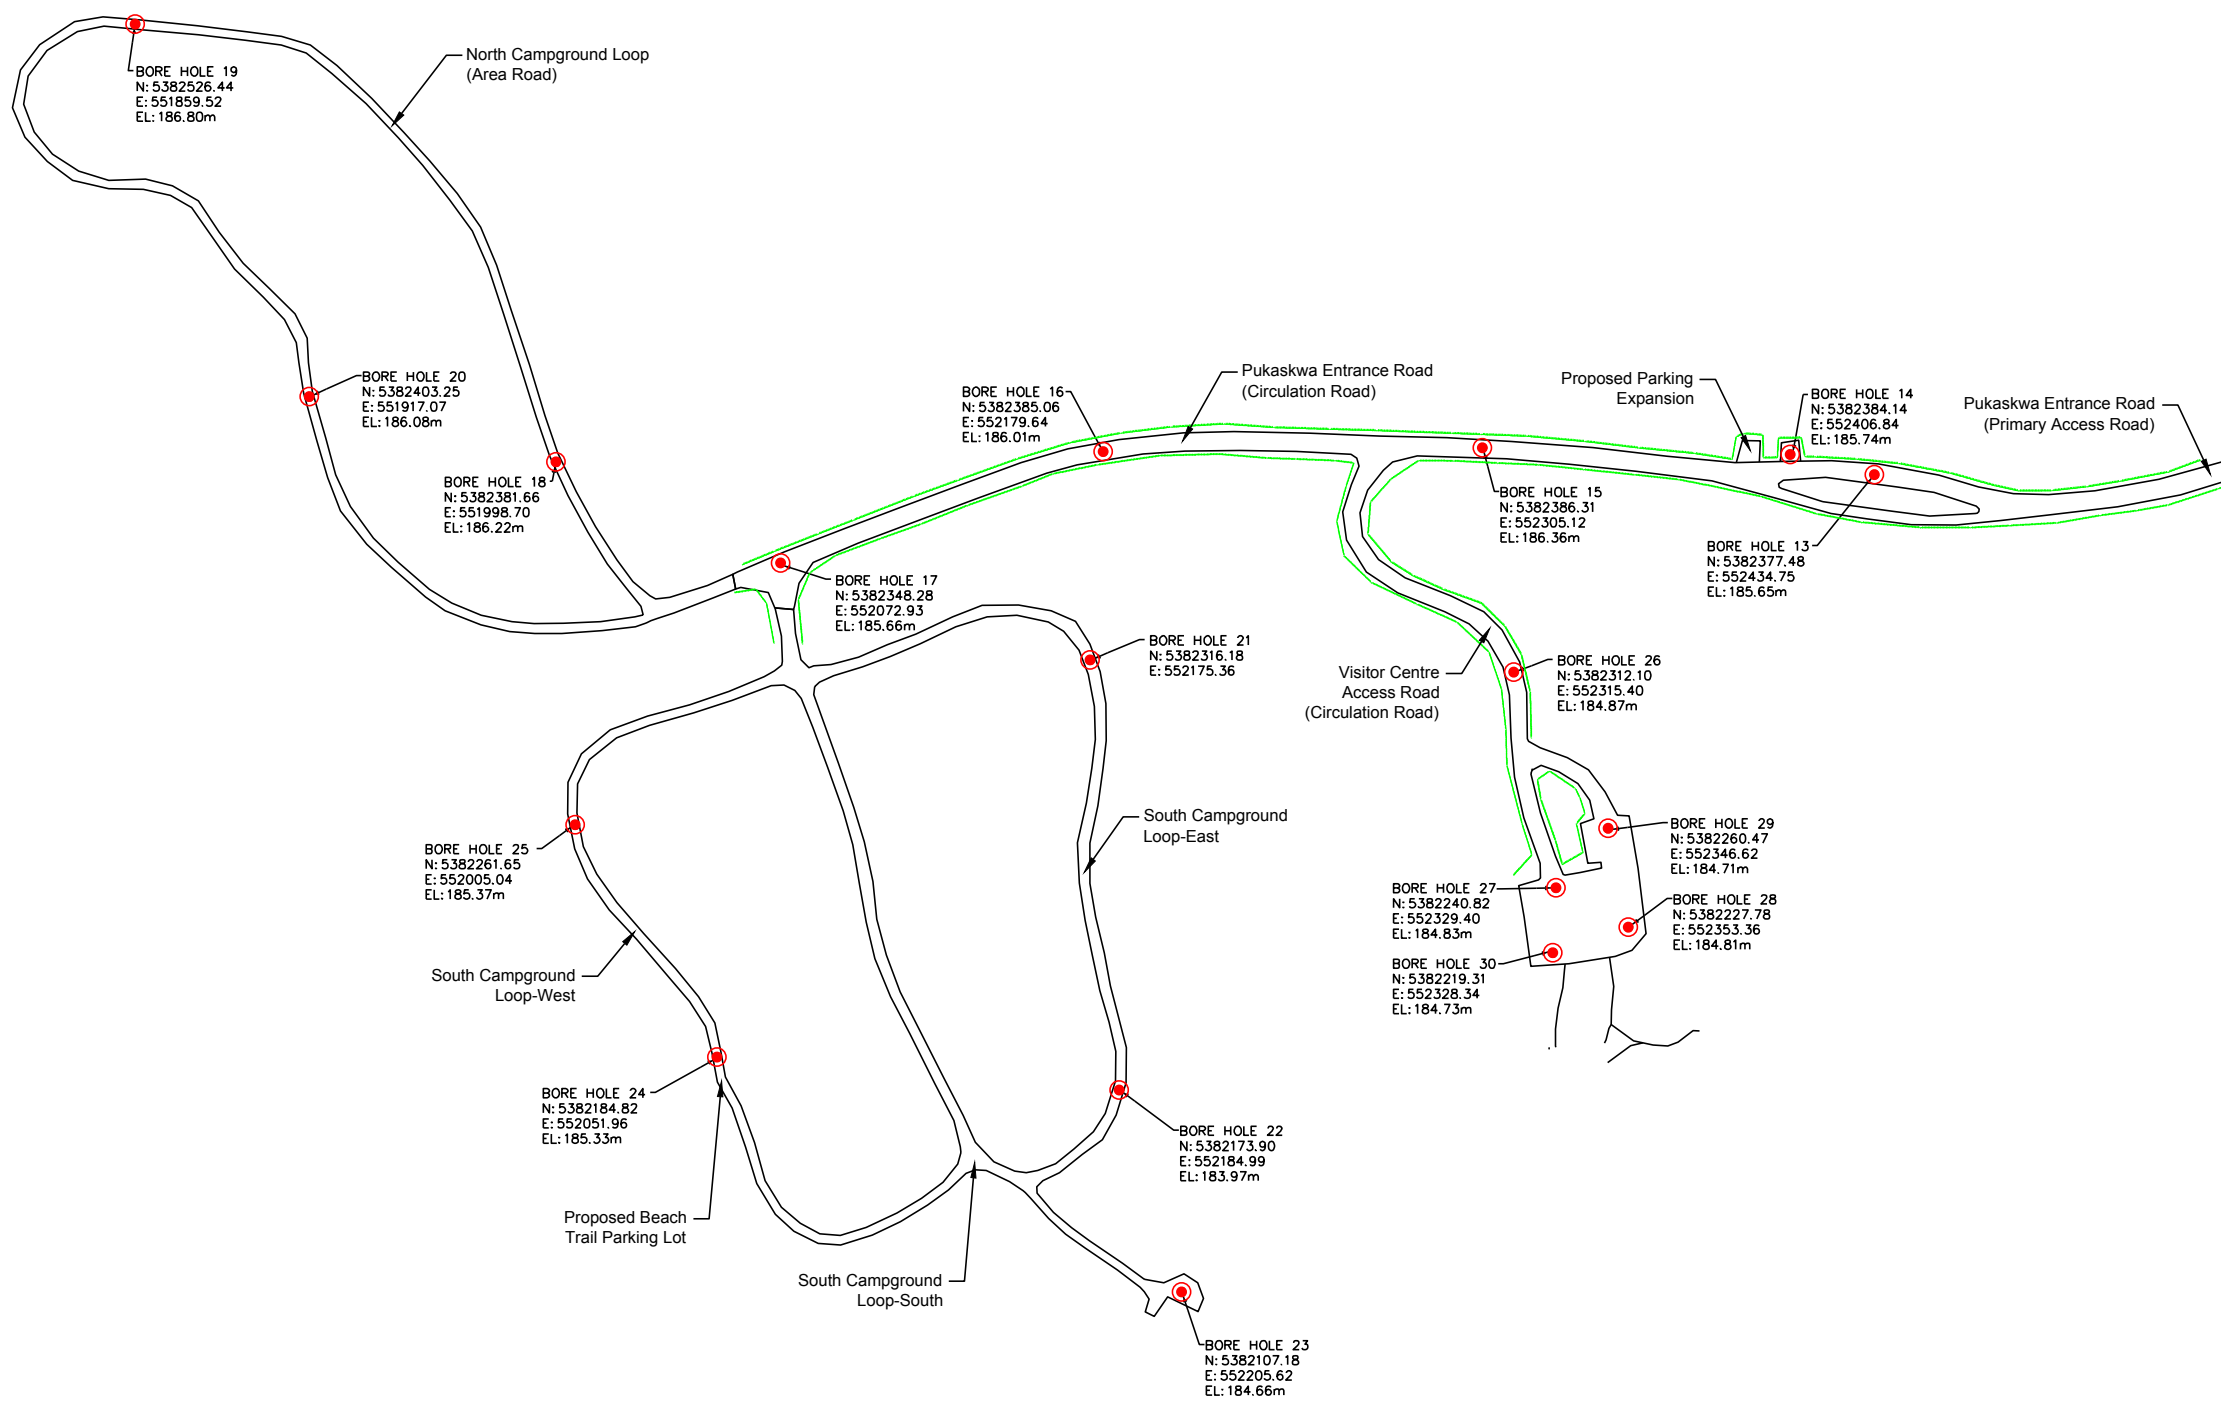 North Campground Loop
(Area Road)
BORE HOLE 19
N: 5382526.44
E: 551859.52
EL: 186.80m
BORE HOLE 20
N: 5382403.25
E: 551917.07
EL: 186.08m
BORE HOLE 18
N: 5382381.66
E: 551998.70
EL: 186.22m
BORE HOLE 16
N: 5382385.06
E: 552179.64
EL: 186.01m
Pukaskwa Entrance Road
(Circulation Road)
Proposed Parking
Expansion
BORE HOLE 14
N: 5382384.14
E: 552406.84
EL: 185.74m
Pukaskwa Entrance Road
(Primary Access Road)
BORE HOLE 15
N: 5382386.31
E: 552305.12
EL: 186.36m
BORE HOLE 13
N: 5382377.48
E: 552434.75
EL: 185.65m
BORE HOLE 17
N: 5382348.28
E: 552072.93
EL: 185.66m
BORE HOLE 21
N: 5382316.18
E: 552175.36
Visitor Centre
Access Road
(Circulation Road)
BORE HOLE 26
N: 5382312.10
E: 552315.40
EL: 184.87m
South Campground
Loop-East
BORE HOLE 29
N: 5382260.47
E: 552346.62
EL: 184.71m
BORE HOLE 25
N: 5382261.65
E: 552005.04
EL: 185.37m
BORE HOLE 27
N: 5382240.82
E: 552329.40
EL: 184.83m
BORE HOLE 28
N: 5382227.78
E: 552353.36
EL: 184.81m
South Campground
Loop-West
BORE HOLE 30
N: 5382219.31
E: 552328.34
EL: 184.73m
BORE HOLE 24
N: 5382184.82
E: 552051.96
EL: 185.33m
BORE HOLE 22
N: 5382173.90
E: 552184.99
EL: 183.97m
Proposed Beach
Trail Parking Lot
South Campground
Loop-South
BORE HOLE 23
N: 5382107.18
E: 552205.62
EL: 184.66m